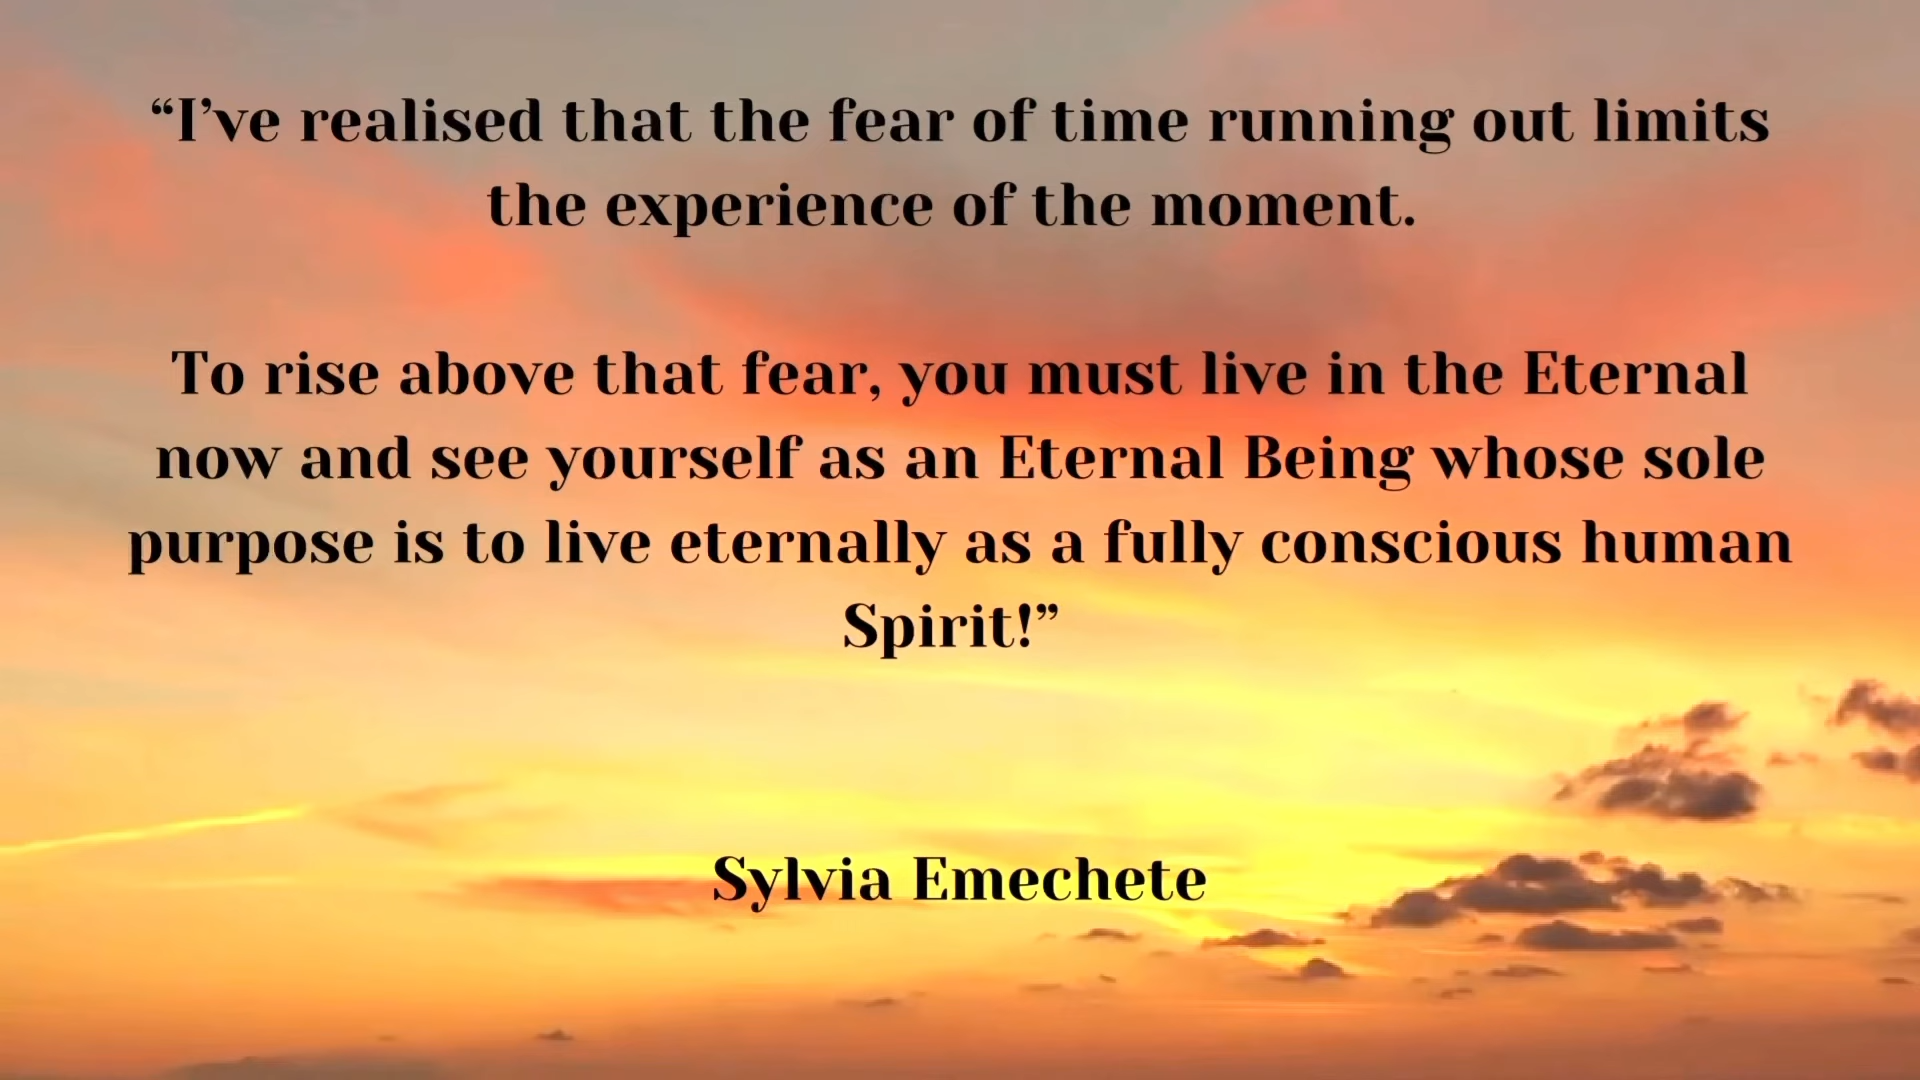 “I’ve realised that the fear of time running out limits
the experience of the moment.
To rise above that fear, you must live in the Eternal
now and see yourself as an Eternal Being whose sole
purpose is to live eternally as a fully conscious human
Spirit!”
Sylvia Emechete